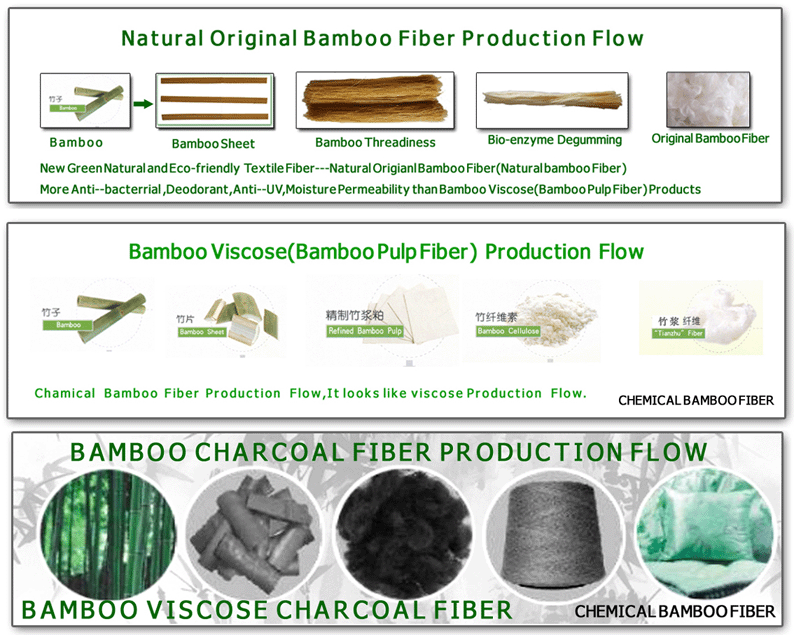 Natural Original Bamboo Fiber Production Flow
竹子
Bamboo
Bamboo
Bamboo Sheet
Bamboo Threadiness
Bio-enzyme Degumming
Original Bamboo Fiber
New Green Natural and Eco-friendly Textile Fiber---Natural Origianl Bamboo Fiber(Natural bamboo Fiber)
More Anti--bacterrial,Deodorant,Anti--UV,Moisture Permeability than Bamboo Viscose(Bamboo Pulp Fiber) Products
Bamboo Viscose(Bamboo Pulp Fiber) Production Flow
竹子
Bamboo
竹片
Bamboo Sheet
精制竹浆粕
Refined Bamboo Pulp
竹纤维素
Bamboo Cellulose
竹浆纤维
"Tianzhu" Fiber
Chamical Bamboo Fiber Production Flow,It looks like viscose Production Flow.
CHEMICAL BAMBOO FIBER
BAMBOO CHARCOAL FIBER PRODUCTION FLOW
BAMBOO VISCOSE CHARCOAL FIBER
CHEMICAL BAMBOO FIBER